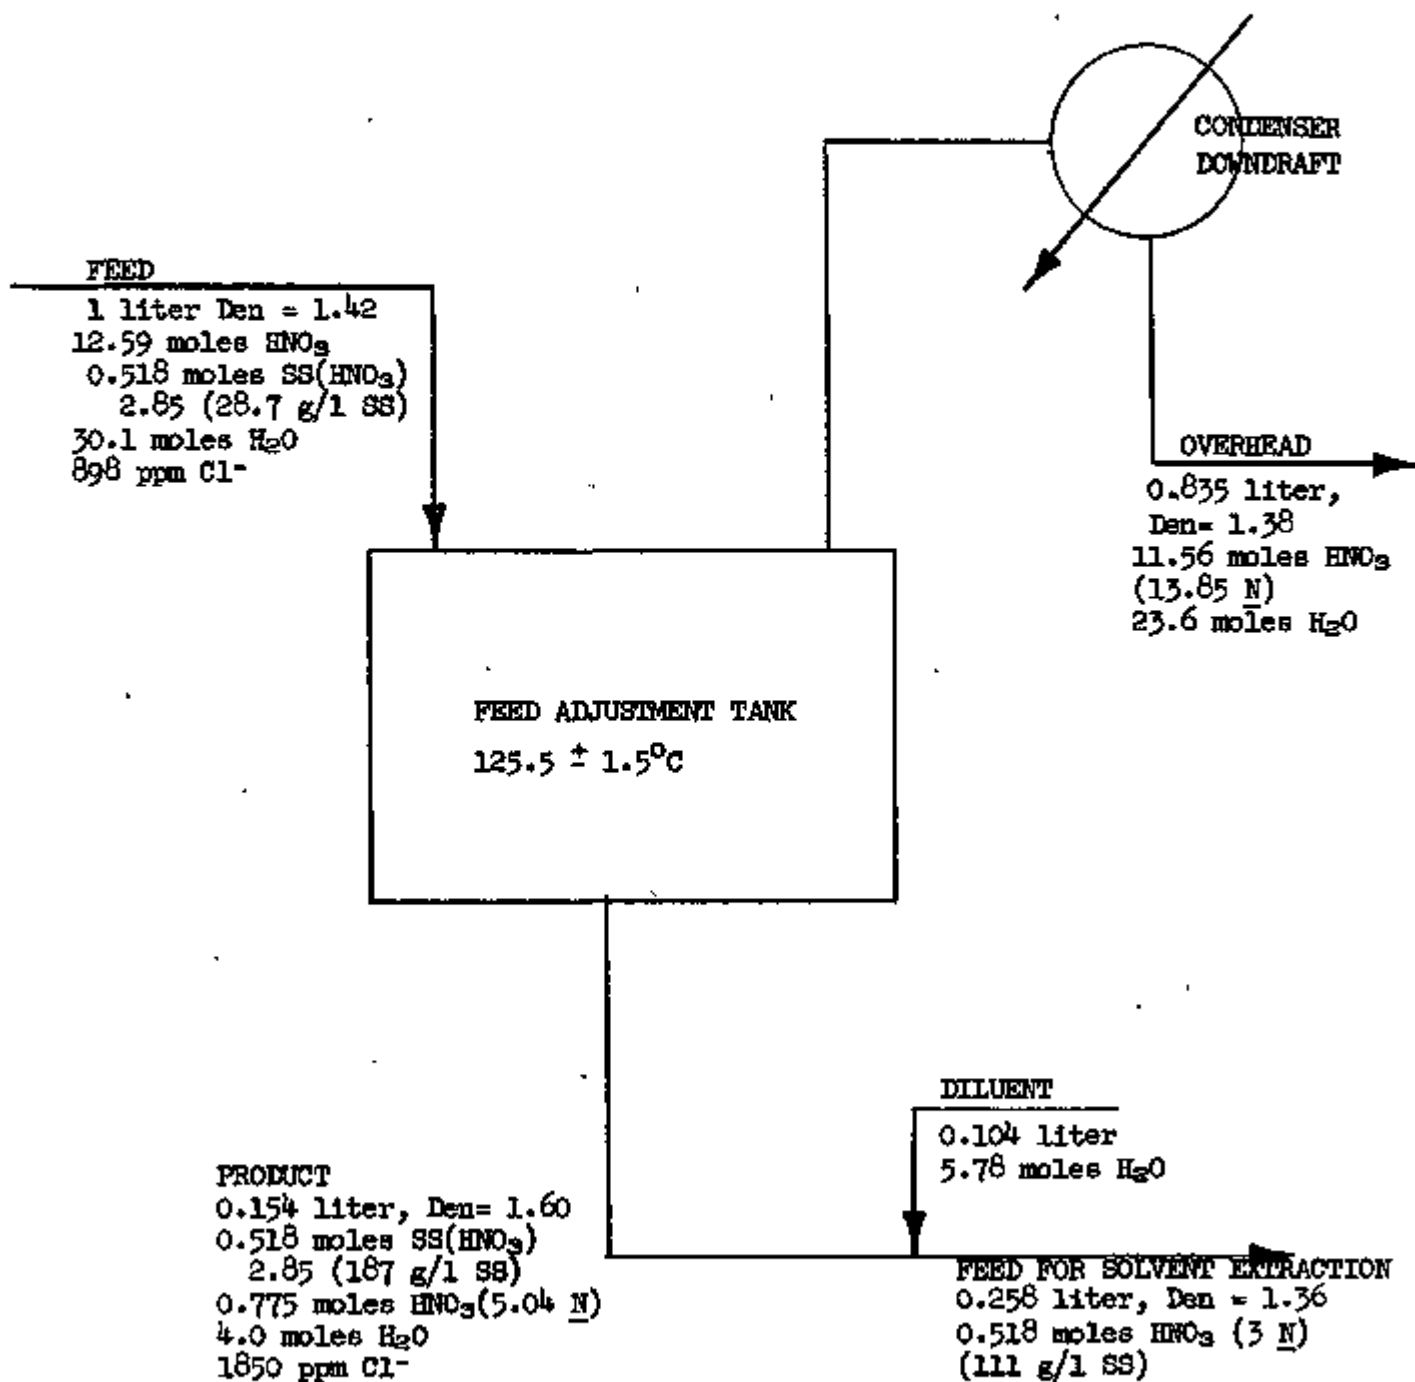 CONDENSER
DOWNDRAFT
FEED
1 liter Den = 1.42
12.59 moles HNO₃
0.518 moles SS(HNO₃)
2.85 (28.7 g/l SS)
30.1 moles H₂O
898 ppm Cl⁻
OVERHEAD
0.835 liter,
Den= 1.38
11.56 moles HNO₃
(13.85 N)
23.6 moles H₂O
FEED ADJUSTMENT TANK
125.5 ± 1.5°C
DILUENT
0.104 liter
5.78 moles H₂O
PRODUCT
0.154 liter, Den= 1.60
0.518 moles SS(HNO₃)
2.85 (187 g/l SS)
0.775 moles HNO₃(5.04 N)
4.0 moles H₂O
1850 ppm Cl⁻
FEED FOR SOLVENT EXTRACTION
0.258 liter, Den = 1.36
0.518 moles HNO₃ (3 N)
(111 g/l SS)